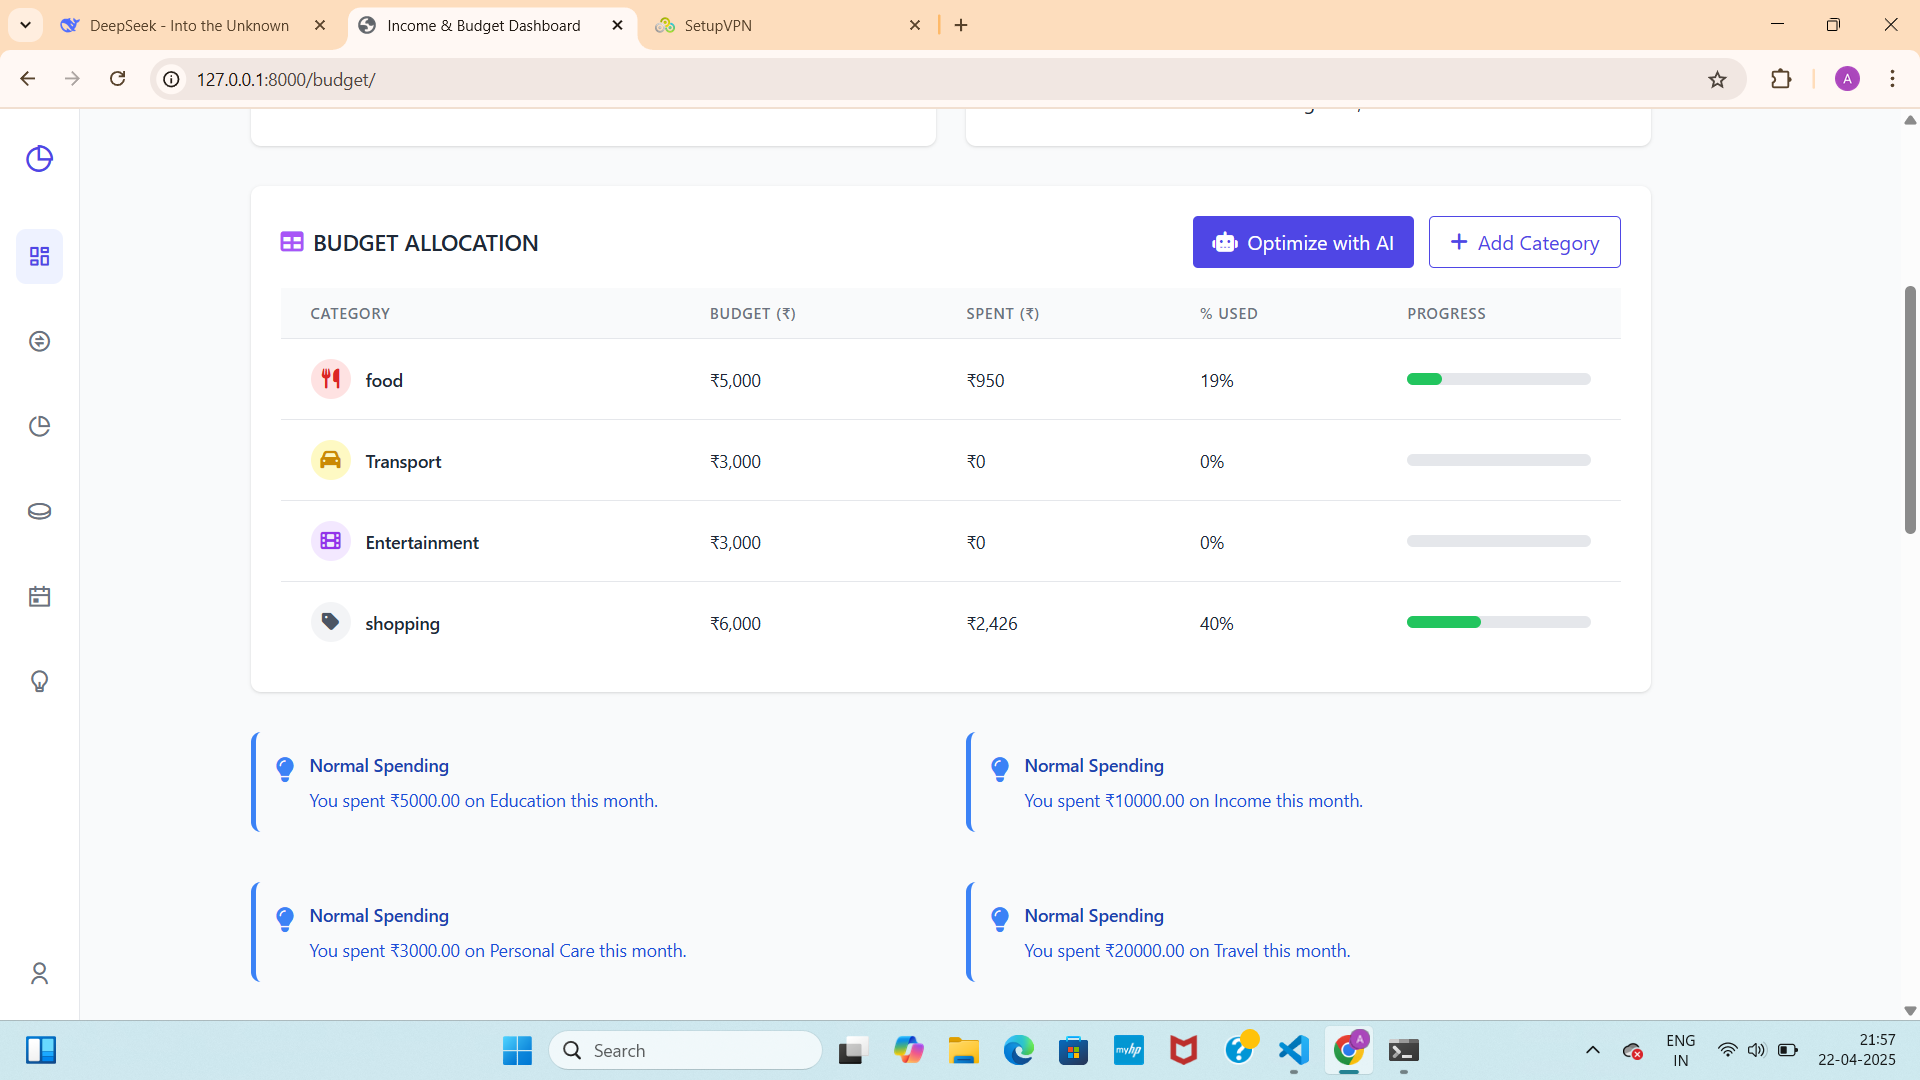 DeepSeek - Into the Unknown
Income & Budget Dashboard
SetupVPN
127.0.0.1:8000/budget/
A
BUDGET ALLOCATION
Optimize with AI
+ Add Category
CATEGORY BUDGET (₹) SPENT (₹) % USED PROGRESS
food ₹5,000 ₹950 19%
Transport ₹3,000 ₹0 0%
Entertainment ₹3,000 ₹0 0%
shopping ₹6,000 ₹2,426 40%
Normal Spending
You spent ₹5000.00 on Education this month.
Normal Spending
You spent ₹10000.00 on Income this month.
Normal Spending
You spent ₹3000.00 on Personal Care this month.
Normal Spending
You spent ₹20000.00 on Travel this month.
Search
myhp
A
ENG
IN
21:57
22-04-2025